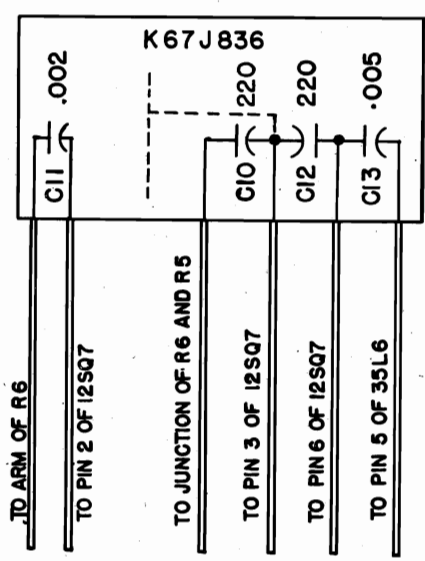 K67J836
.002
220
220
.005
C11
C10
C12
C13
TO ARM OF R6
TO PIN 2 OF 12SQ7
TO JUNCTION OF R6 AND R5
TO PIN 3 OF 12SQ7
TO PIN 6 OF 12SQ7
TO PIN 5 OF 35L6